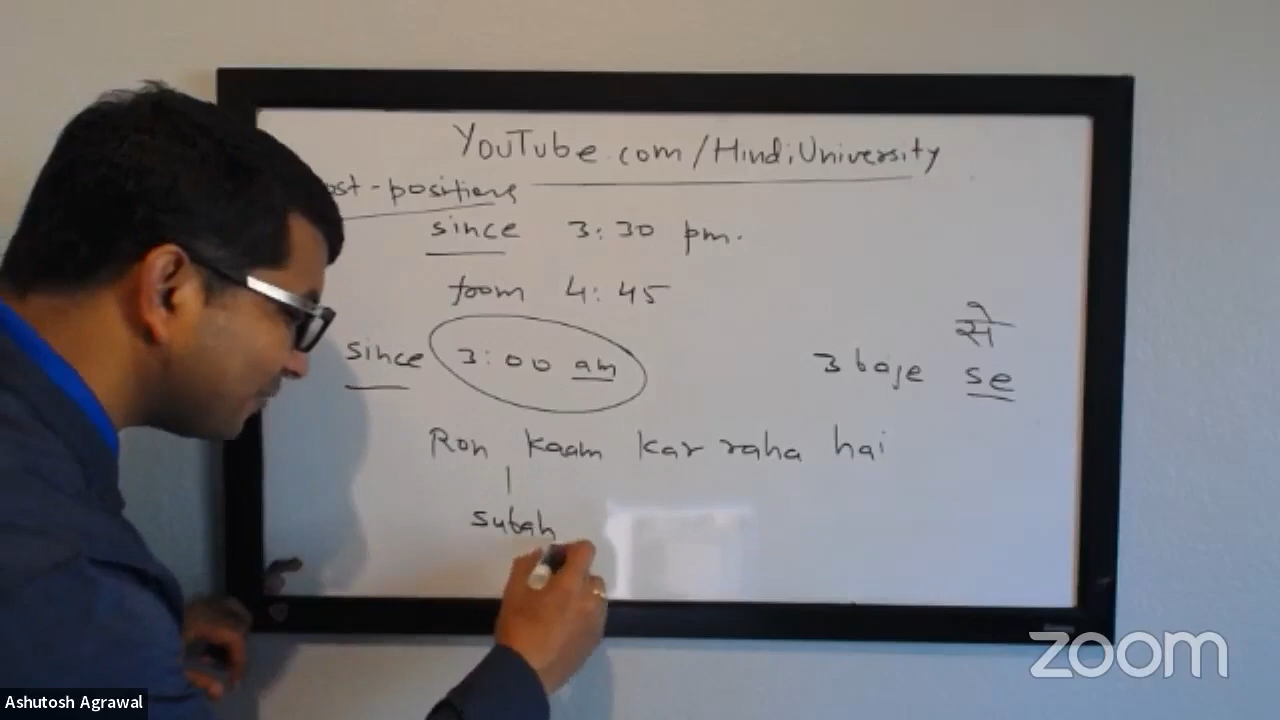 YouTube.com/HindiUniversity
ost-positions
since 3:30 pm.
from 4:45
से
since 3:00 am 3 baje se
Ron kaam kar raha hai
subah
zoom
Ashutosh Agrawal